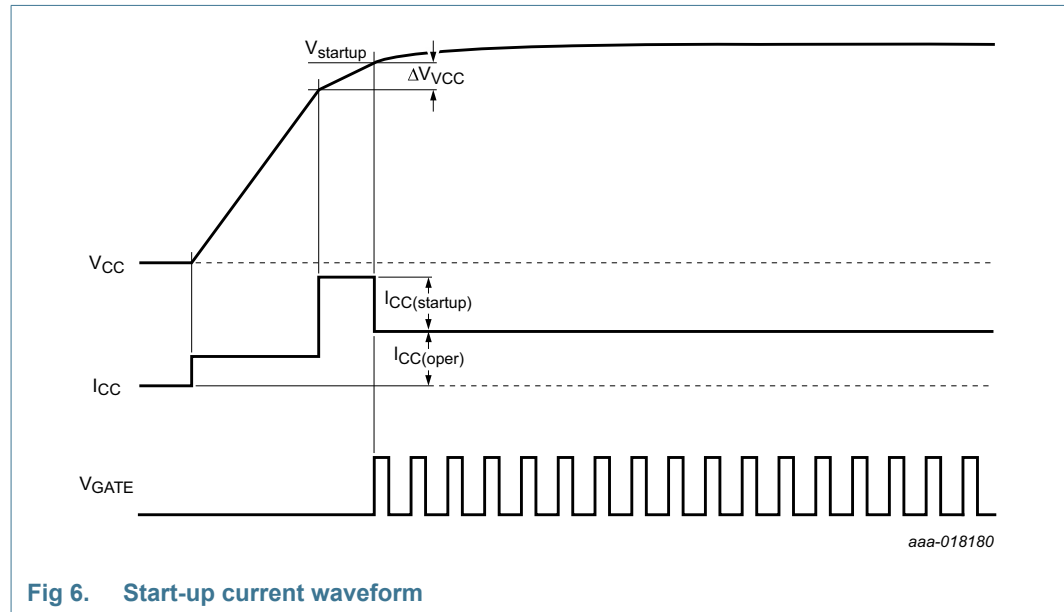 Vstartup
ΔVVCC
VCC
ICC(startup)
ICC(oper)
ICC
VGATE
aaa-018180
Fig 6. Start-up current waveform